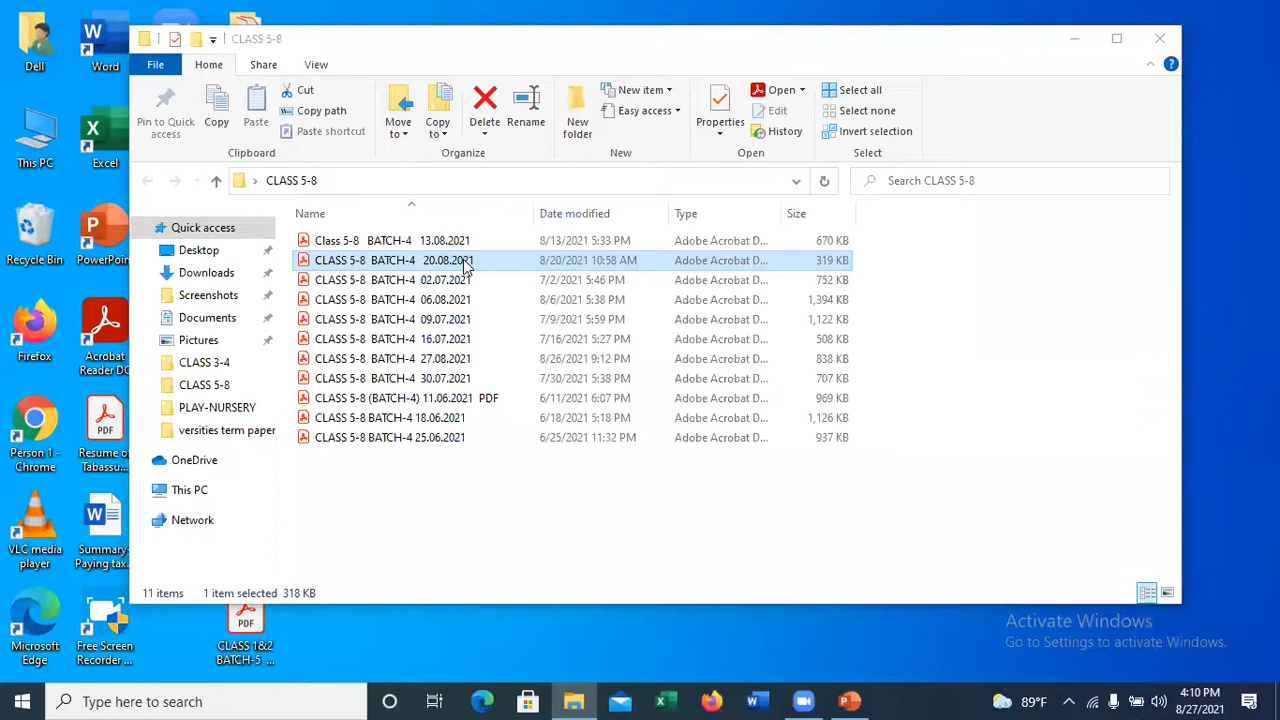 CLASS 5-8
File Home Share View
Pin to Quick access
Copy
Paste
Cut
Copy path
Paste shortcut
Clipboard
Move to
Copy to
Delete
Rename
Organize
New folder
New item
Easy access
New
Properties
Open
Edit
History
Open
Select all
Select none
Invert selection
Select
CLASS 5-8
Search CLASS 5-8
Name Date modified Type Size
Class 5-8 BATCH-4 13.08.2021 8/13/2021 5:33 PM Adobe Acrobat D... 670 KB
CLASS 5-8 BATCH-4 20.08.2021 8/20/2021 10:58 AM Adobe Acrobat D... 319 KB
CLASS 5-8 BATCH-4 02.07.2021 7/2/2021 5:46 PM Adobe Acrobat D... 752 KB
CLASS 5-8 BATCH-4 06.08.2021 8/6/2021 5:38 PM Adobe Acrobat D... 1,394 KB
CLASS 5-8 BATCH-4 09.07.2021 7/9/2021 5:59 PM Adobe Acrobat D... 1,122 KB
CLASS 5-8 BATCH-4 16.07.2021 7/16/2021 5:27 PM Adobe Acrobat D... 508 KB
CLASS 5-8 BATCH-4 27.08.2021 8/26/2021 9:12 PM Adobe Acrobat D... 838 KB
CLASS 5-8 BATCH-4 30.07.2021 7/30/2021 5:38 PM Adobe Acrobat D... 707 KB
CLASS 5-8 (BATCH-4) 11.06.2021 PDF 6/11/2021 6:07 PM Adobe Acrobat D... 969 KB
CLASS 5-8 BATCH-4 18.06.2021 6/18/2021 5:18 PM Adobe Acrobat D... 1,126 KB
CLASS 5-8 BATCH-4 25.06.2021 6/25/2021 11:32 PM Adobe Acrobat D... 937 KB
Quick access
Desktop
Downloads
Screenshots
Documents
Pictures
CLASS 3-4
CLASS 5-8
PLAY-NURSERY
versities term paper
OneDrive
This PC
Network
11 items 1 item selected 318 KB
Dell
Word
This PC
Excel
Recycle Bin
PowerPoint
Firefox
Acrobat
Reader DC
Person 1 -
Chrome
PDF
Resume of
Tabassu...
VLC media
player
Summary-
Paying tax...
Microsoft
Edge
Free Screen
Recorder ...
PDF
CLASS 1&2
BATCH-5 ...
Activate Windows
Go to Settings to activate Windows.
Type here to search
89°F
4:10 PM
8/27/2021